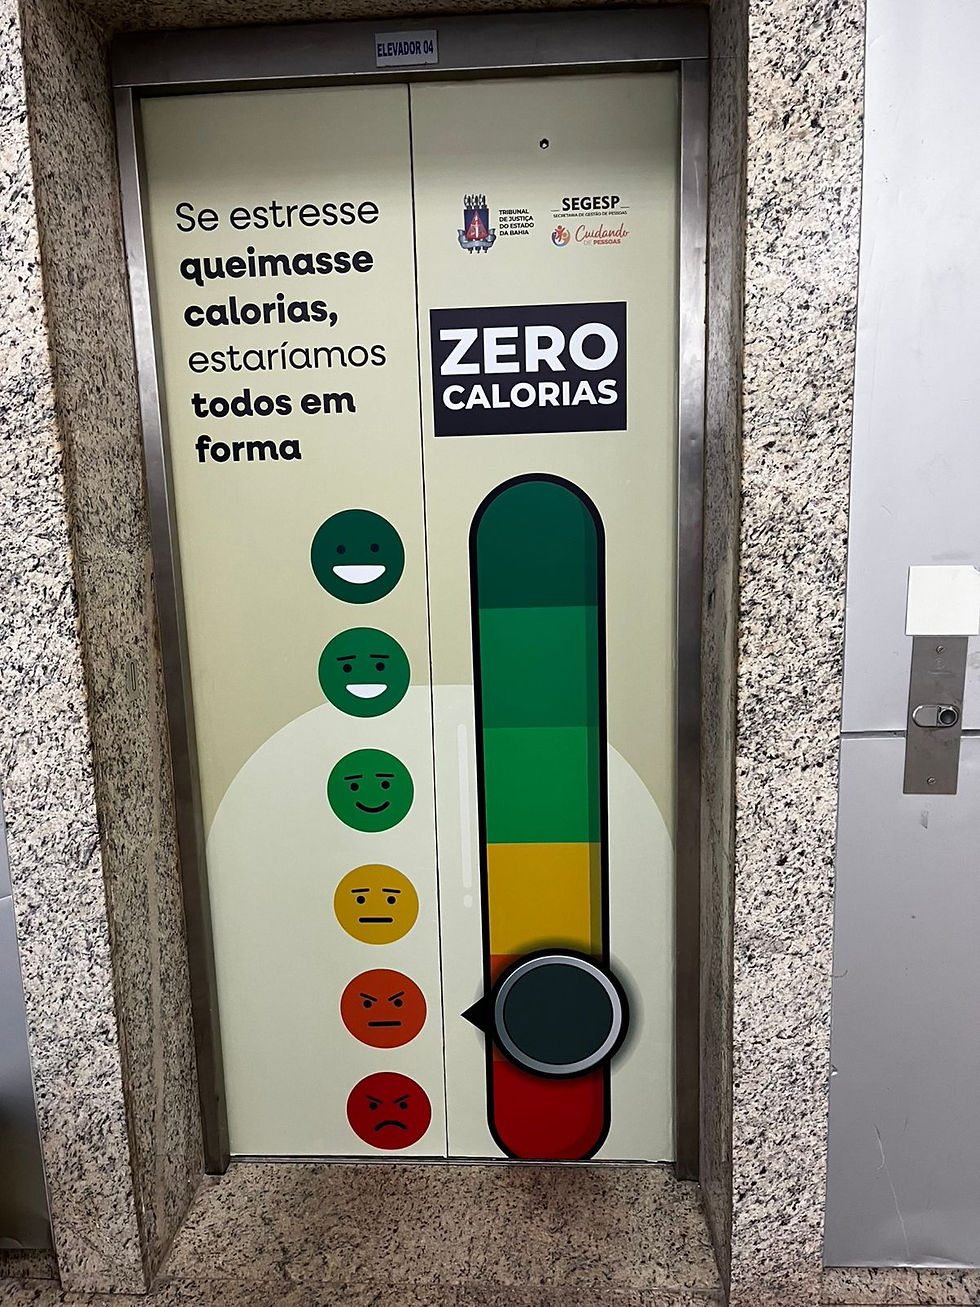 ELEVADOR 04
Se estresse
queimasse
calorias,
estaríamos
todos em
forma
TRIBUNAL
DE JUSTIÇA
DO ESTADO
DA BAHIA
SEGESP
SECRETARIA DE GESTÃO DE PESSOAS
Cuidando
DE PESSOAS
ZERO
CALORIAS